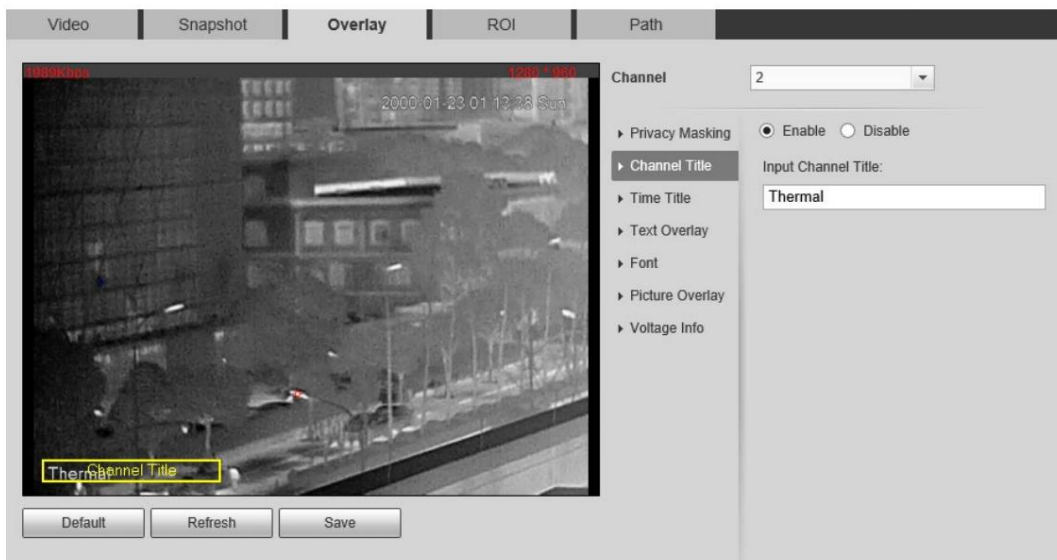 Video Snapshot Overlay ROI Path
1989Kbps 1280 * 960
2000-01-23 01:13:38 Sun
Thermal Channel Title
Default Refresh Save
Channel 2
Privacy Masking
Channel Title
Time Title
Text Overlay
Font
Picture Overlay
Voltage Info
Enable Disable
Input Channel Title:
Thermal